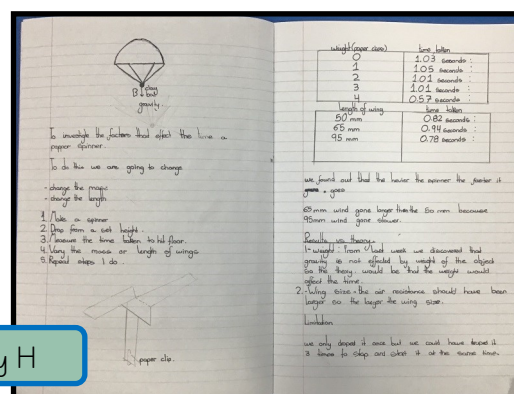 clay
B ball
gravity
To investigate the factors that effect the time a
paper spinner.
To do this we are going to change
- change the magic
- change the length
1. Make a spinner
2. Drop from a set height.
3. Measure the time taken to hit floor.
4. Vary the mass or length of wings.
5. Repeat steps I do.
paper clip.
y H
weight (paper clips) time taken
0 1.03 seconds :
1 1.05 seconds :
2 1.01 seconds :
3 1.01 seconds :
4 0.57 seconds :
length of wing time taken
50 mm 0.82 seconds :
65 mm 0.94 seconds :
95 mm 0.78 seconds :
we found out that the hevier the spinner the faster it
goes
65mm wind gone longer than the 50 mm because
95mm wind gone slower.
Results vs theory.
1- weight: From last week we discovered that
gravity is not effected by weight of the object
so the theory would be that the weight would
affect the time.
2. - Wing size - the air resistance should have been
larger so the larger the wing size.
Limitation
we only droped it once but we could have droped it
3 times to stop and start it at the same time.